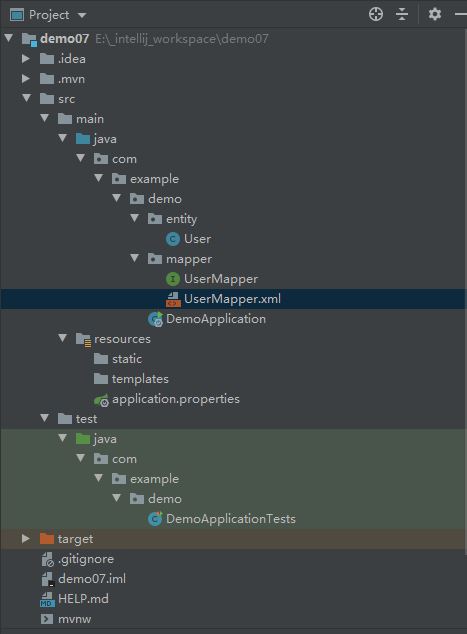 Project
demo07 E:\_intellij_workspace\demo07
.idea
.mvn
src
main
java
com
example
demo
entity
User
mapper
UserMapper
UserMapper.xml
DemoApplication
resources
static
templates
application.properties
test
java
com
example
demo
DemoApplicationTests
target
.gitignore
demo07.iml
HELP.md
mvnw